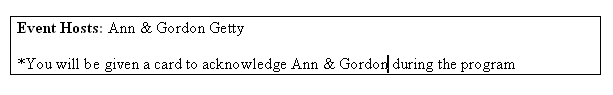 Event Hosts: Ann & Gordon Getty
*You will be given a card to acknowledge Ann & Gordon during the program